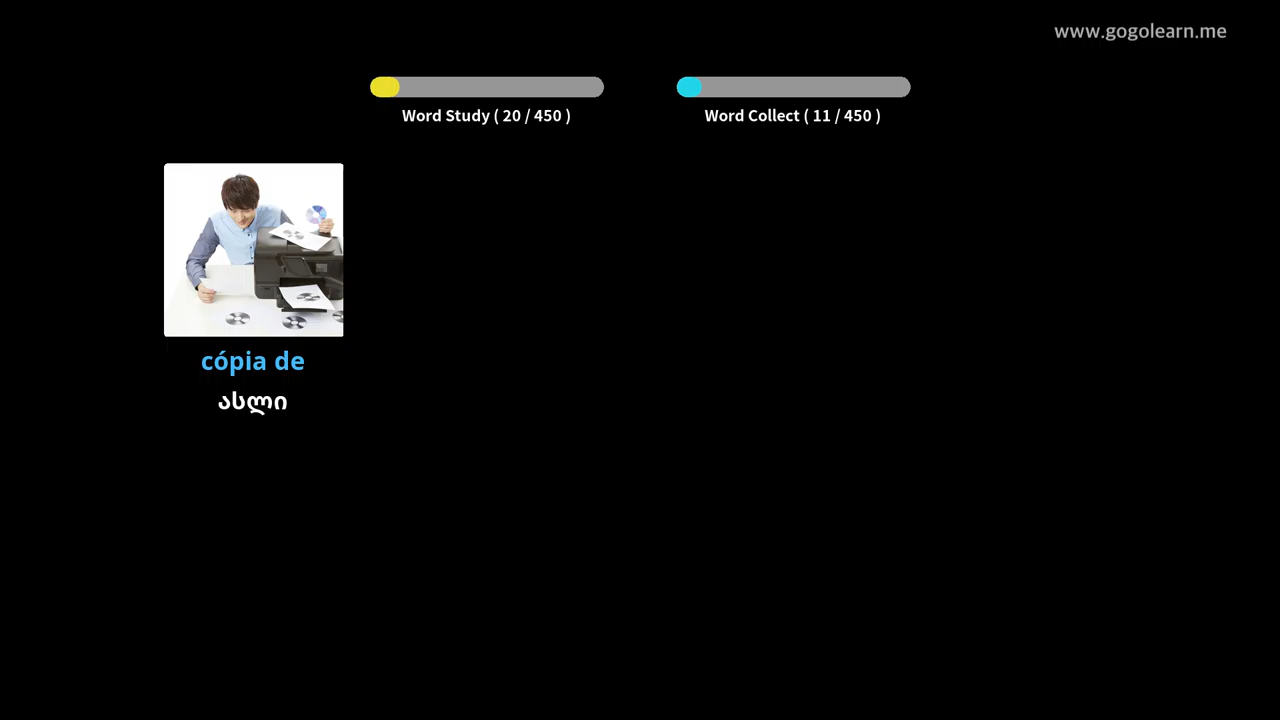 www.gogolearn.me
Word Study ( 20 / 450 )
Word Collect ( 11 / 450 )
cópia de
ასლი